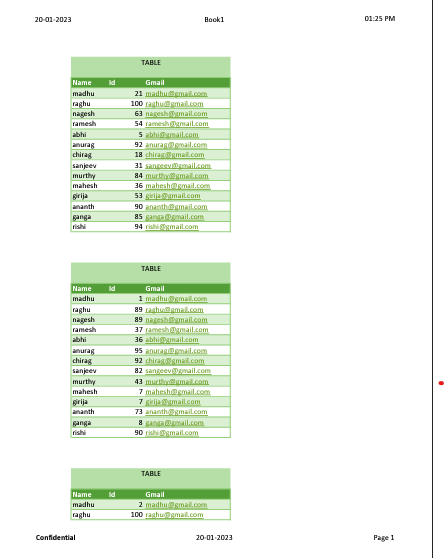 20-01-2023 Book1 01:25 PM
TABLE
Name Id Gmail
madhu 21 madhu@gmail.com
raghu 100 raghu@gmail.com
nagesh 63 nagesh@gmail.com
ramesh 54 ramesh@gmail.com
abhi 5 abhi@gmail.com
anurag 92 anurag@gmail.com
chirag 18 chirag@gmail.com
sanjeev 31 sangeev@gmail.com
murthy 84 murthy@gmail.com
mahesh 36 mahesh@gmail.com
girija 53 girija@gmail.com
ananth 90 ananth@gmail.com
ganga 85 ganga@gmail.com
rishi 94 rishi@gmail.com
TABLE
Name Id Gmail
madhu 1 madhu@gmail.com
raghu 89 raghu@gmail.com
nagesh 89 nagesh@gmail.com
ramesh 37 ramesh@gmail.com
abhi 36 abhi@gmail.com
anurag 95 anurag@gmail.com
chirag 92 chirag@gmail.com
sanjeev 82 sangeev@gmail.com
murthy 43 murthy@gmail.com
mahesh 7 mahesh@gmail.com
girija 7 girija@gmail.com
ananth 73 ananth@gmail.com
ganga 8 ganga@gmail.com
rishi 90 rishi@gmail.com
TABLE
Name Id Gmail
madhu 2 madhu@gmail.com
raghu 100 raghu@gmail.com
Confidential 20-01-2023 Page 1